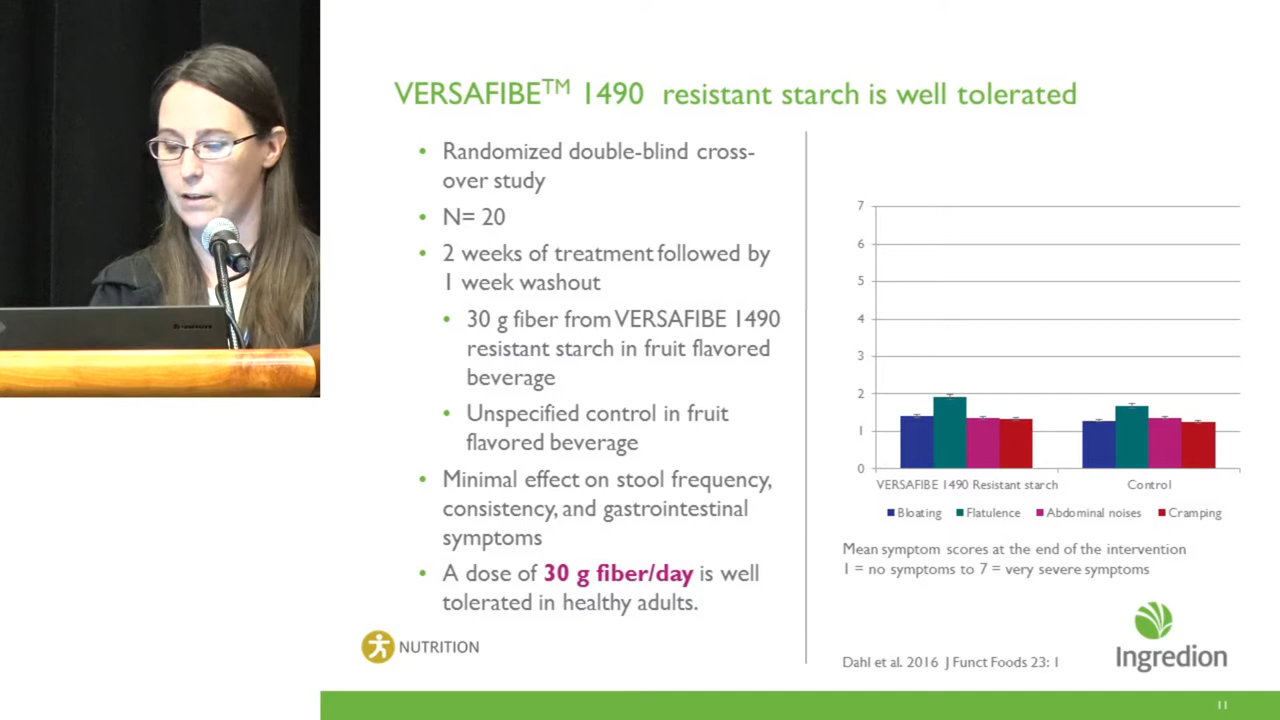 VERSAFIBE™ 1490 resistant starch is well tolerated
• Randomized double-blind cross-
over study
• N= 20
• 2 weeks of treatment followed by
1 week washout
• 30 g fiber from VERSAFIBE 1490
resistant starch in fruit flavored
beverage
• Unspecified control in fruit
flavored beverage
• Minimal effect on stool frequency,
consistency, and gastrointestinal
symptoms
• A dose of 30 g fiber/day is well
tolerated in healthy adults.
NUTRITION
7
6
5
4
3
2
1
0
VERSAFIBE 1490 Resistant starch
Control
Bloating Flatulence Abdominal noises Cramping
Mean symptom scores at the end of the intervention
1 = no symptoms to 7 = very severe symptoms
Dahl et al. 2016 J Funct Foods 23: 1
Ingredion
11